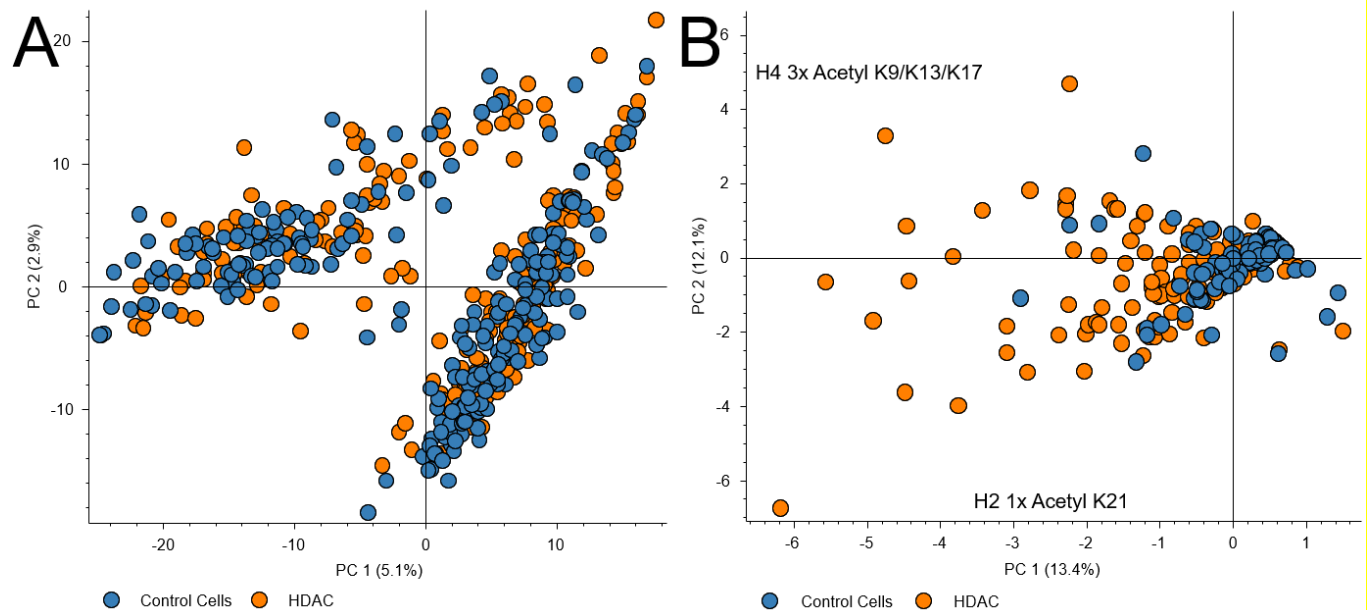 A
20
10
0
-10
PC 2 (2.9%)
-20
-10
0
10
PC 1 (5.1%)
Control Cells
HDAC
B
H4 3x Acetyl K9/K13/K17
6
4
2
0
-2
-4
-6
PC 2 (12.1%)
H2 1x Acetyl K21
-6
-5
-4
-3
-2
-1
0
1
PC 1 (13.4%)
Control Cells
HDAC